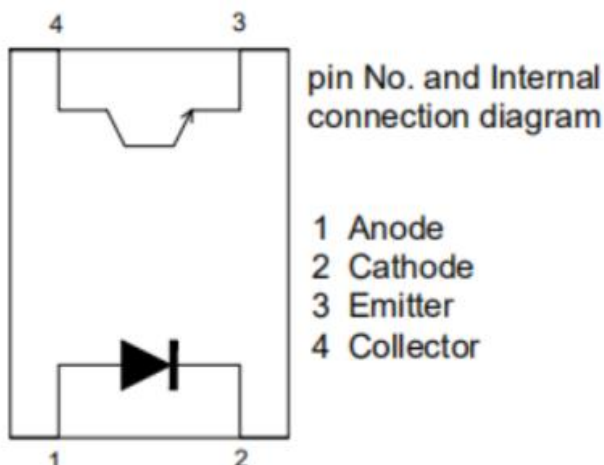 4 3
pin No. and Internal
connection diagram
1 Anode
2 Cathode
3 Emitter
4 Collector
1 2